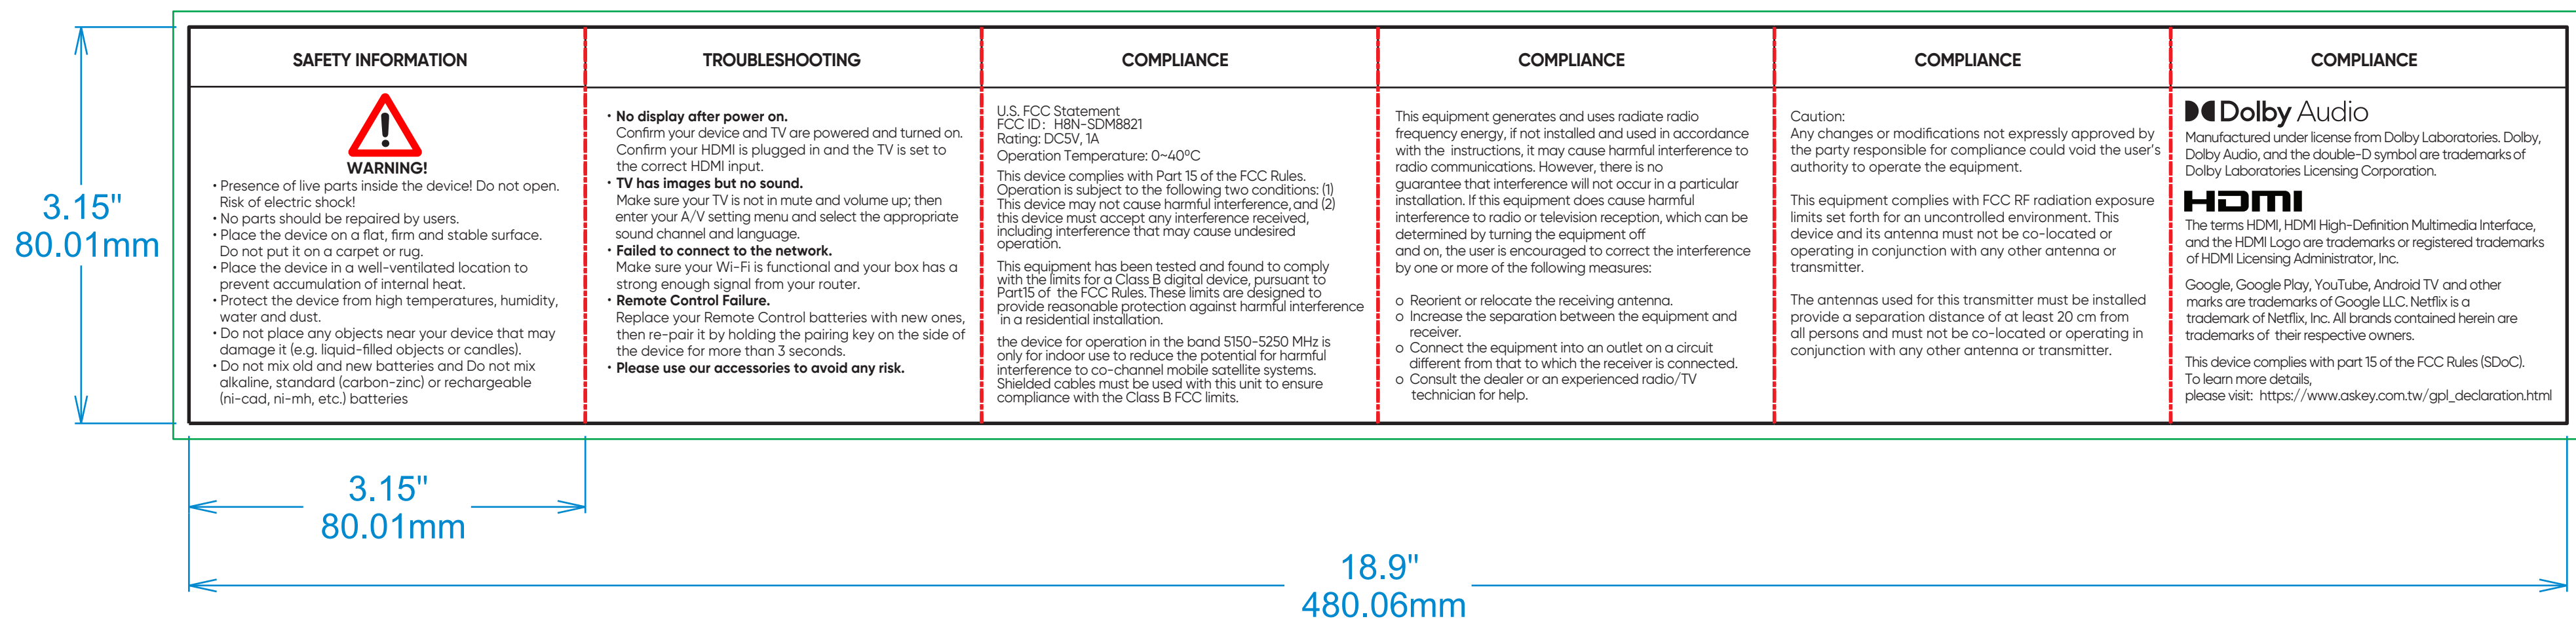 SAFETY INFORMATION
WARNING!
• Presence of live parts inside the device! Do not open.
Risk of electric shock!
• No parts should be repaired by users.
• Place the device on a flat, firm and stable surface.
Do not put it on a carpet or rug.
• Place the device in a well-ventilated location to
prevent accumulation of internal heat.
• Protect the device from high temperatures, humidity,
water and dust.
• Do not place any objects near your device that may
damage it (e.g. liquid-filled objects or candles).
• Do not mix old and new batteries and Do not mix
alkaline, standard (carbon-zinc) or rechargeable
(ni-cad, ni-mh, etc.) batteries
TROUBLESHOOTING
• No display after power on.
Confirm your device and TV are powered and turned on.
Confirm your HDMI is plugged in and the TV is set to
the correct HDMI input.
• TV has images but no sound.
Make sure your TV is not in mute and volume up; then
enter your A/V setting menu and select the appropriate
sound channel and language.
• Failed to connect to the network.
Make sure your Wi-Fi is functional and your box has a
strong enough signal from your router.
• Remote Control Failure.
Replace your Remote Control batteries with new ones,
then re-pair it by holding the pairing key on the side of
the device for more than 3 seconds.
• Please use our accessories to avoid any risk.
COMPLIANCE
U.S. FCC Statement
FCC ID: H8N-SDM8821
Rating: DC5V, 1A
Operation Temperature: 0~40ºC
This device complies with Part 15 of the FCC Rules.
Operation is subject to the following two conditions: (1)
This device may not cause harmful interference, and (2)
this device must accept any interference received,
including interference that may cause undesired
operation.
This equipment has been tested and found to comply
with the limits for a Class B digital device, pursuant to
Part15 of the FCC Rules. These limits are designed to
provide reasonable protection against harmful interference
in a residential installation.
the device for operation in the band 5150-5250 MHz is
only for indoor use to reduce the potential for harmful
interference to co-channel mobile satellite systems.
Shielded cables must be used with this unit to ensure
compliance with the Class B FCC limits.
COMPLIANCE
This equipment generates and uses radiate radio
frequency energy, if not installed and used in accordance
with the instructions, it may cause harmful interference to
radio communications. However, there is no
guarantee that interference will not occur in a particular
installation. If this equipment does cause harmful
interference to radio or television reception, which can be
determined by turning the equipment off
and on, the user is encouraged to correct the interference
by one or more of the following measures:
o Reorient or relocate the receiving antenna.
o Increase the separation between the equipment and
receiver.
o Connect the equipment into an outlet on a circuit
different from that to which the receiver is connected.
o Consult the dealer or an experienced radio/TV
technician for help.
COMPLIANCE
Caution:
Any changes or modifications not expressly approved by
the party responsible for compliance could void the user's
authority to operate the equipment.
This equipment complies with FCC RF radiation exposure
limits set forth for an uncontrolled environment. This
device and its antenna must not be co-located or
operating in conjunction with any other antenna or
transmitter.
The antennas used for this transmitter must be installed
provide a separation distance of at least 20 cm from
all persons and must not be co-located or operating in
conjunction with any other antenna or transmitter.
COMPLIANCE
Dolby Audio
Manufactured under license from Dolby Laboratories. Dolby,
Dolby Audio, and the double-D symbol are trademarks of
Dolby Laboratories Licensing Corporation.
HDMI
The terms HDMI, HDMI High-Definition Multimedia Interface,
and the HDMI Logo are trademarks or registered trademarks
of HDMI Licensing Administrator, Inc.
Google, Google Play, YouTube, Android TV and other
marks are trademarks of Google LLC. Netflix is a
trademark of Netflix, Inc. All brands contained herein are
trademarks of their respective owners.
This device complies with part 15 of the FCC Rules (SDoC).
To learn more details,
please visit: https://www.askey.com.tw/gpl_declaration.html
3.15"
80.01mm
3.15"
80.01mm
18.9"
480.06mm